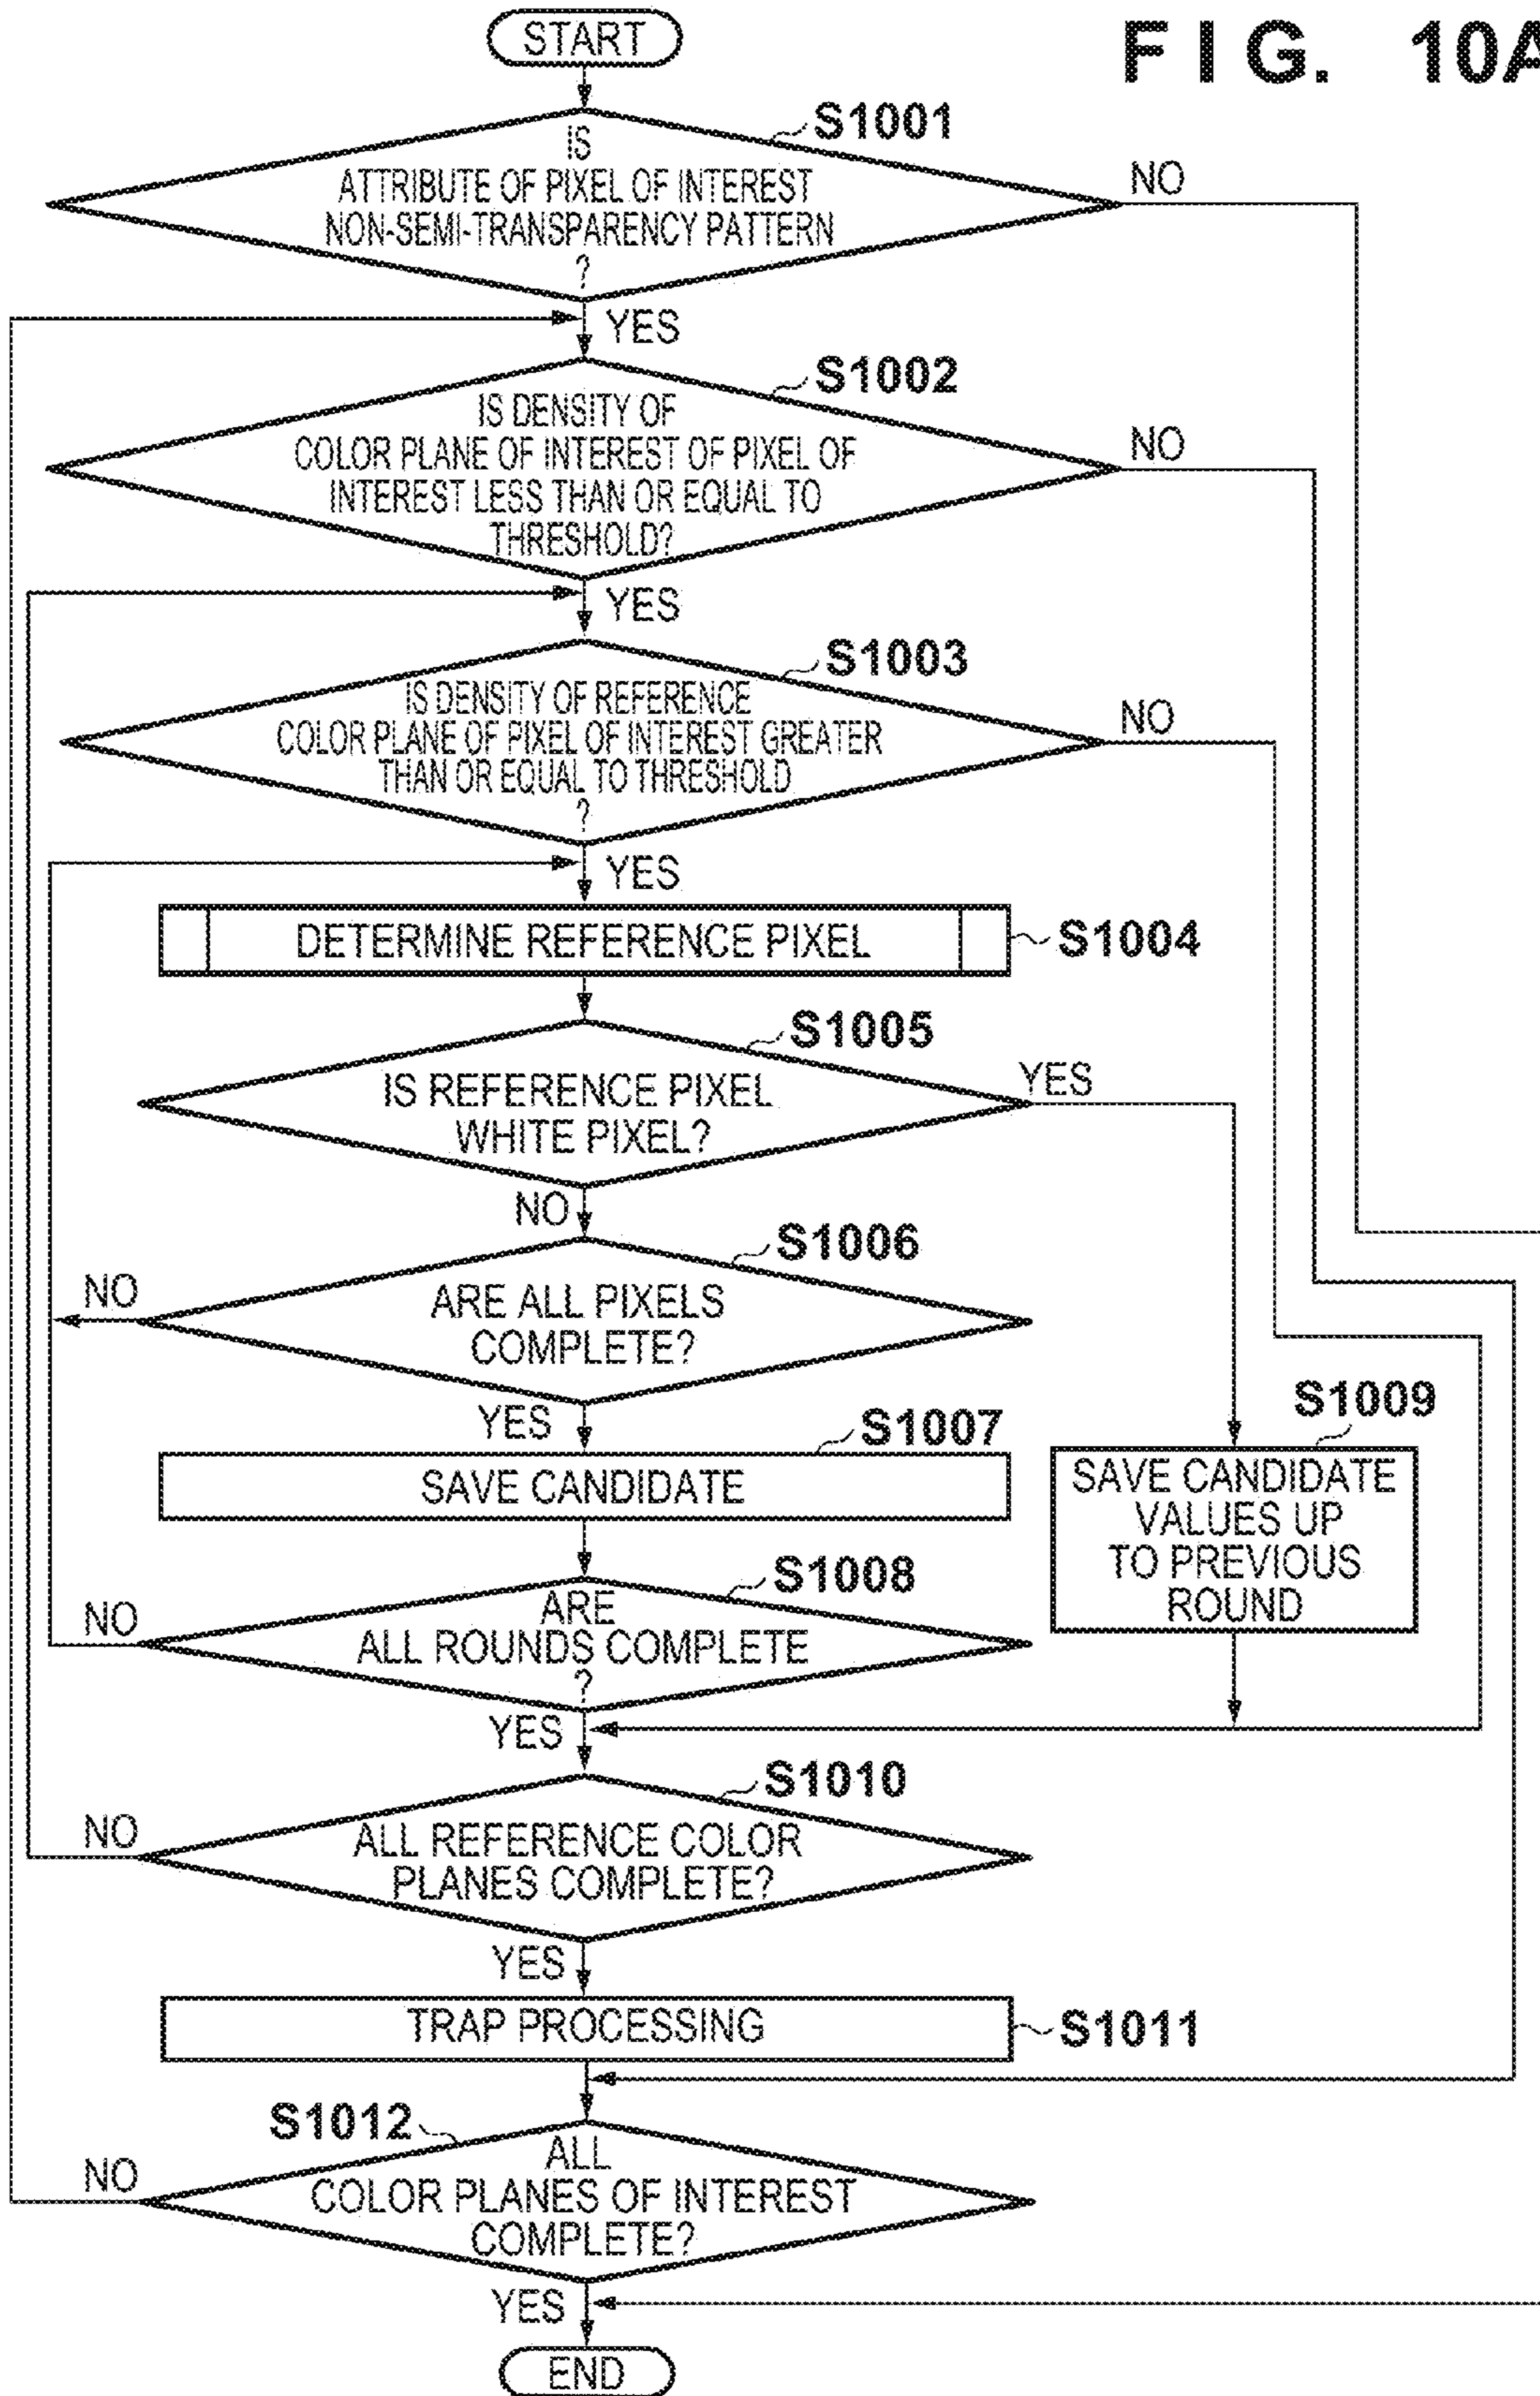 START
FIG. 10A
S1001
IS
ATTRIBUTE OF PIXEL OF INTEREST
NON-SEMI-TRANSPARENCY PATTERN
?
NO
YES
S1002
IS DENSITY OF
COLOR PLANE OF INTEREST OF PIXEL OF
INTEREST LESS THAN OR EQUAL TO
THRESHOLD?
NO
YES
S1003
IS DENSITY OF REFERENCE
COLOR PLANE OF PIXEL OF INTEREST GREATER
THAN OR EQUAL TO THRESHOLD
?
NO
YES
DETERMINE REFERENCE PIXEL
S1004
S1005
IS REFERENCE PIXEL
WHITE PIXEL?
YES
NO
S1006
ARE ALL PIXELS
COMPLETE?
NO
YES
S1007
SAVE CANDIDATE
S1009
SAVE CANDIDATE
VALUES UP
TO PREVIOUS
ROUND
S1008
ARE
ALL ROUNDS COMPLETE
?
NO
YES
S1010
ALL REFERENCE COLOR
PLANES COMPLETE?
NO
YES
TRAP PROCESSING
S1011
S1012
ALL
COLOR PLANES OF INTEREST
COMPLETE?
NO
YES
END